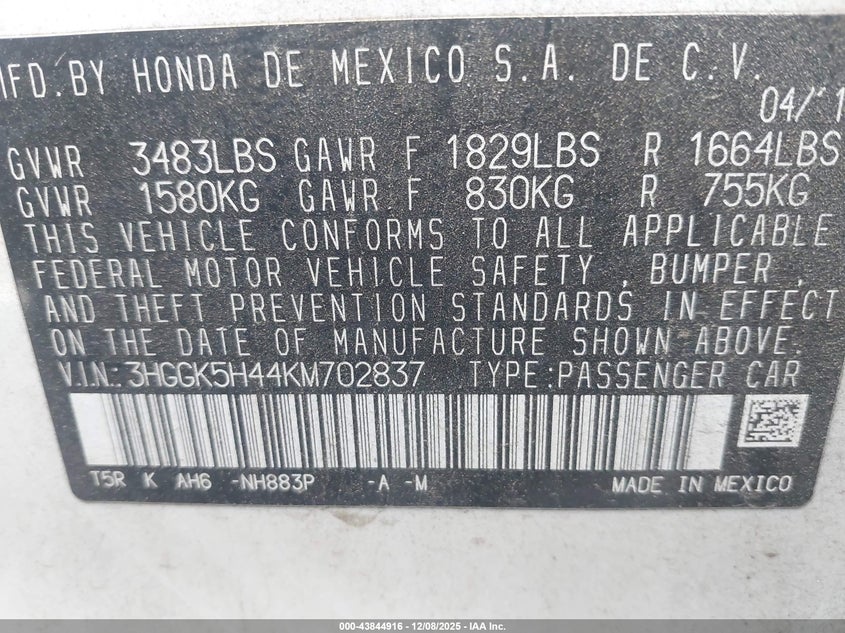 MFD. BY HONDA DE MEXICO S.A. DE C.V.
GVWR 3483LBS GAWR F 1829LBS R 1664LBS
GVWR 1580KG GAWR F 830KG R 755KG
THIS VEHICLE CONFORMS TO ALL APPLICABLE
FEDERAL MOTOR VEHICLE SAFETY , BUMPER ,
AND THEFT PREVENTION STANDARDS IN EFFECT
ON THE DATE OF MANUFACTURE SHOWN ABOVE.
V.I.N.: 3HGGK5H44KM702837 TYPE:PASSENGER CAR
T5R K AH6 -NH883P -A -M MADE IN MEXICO
000-43844916 - 12/08/2025 - IAA Inc.